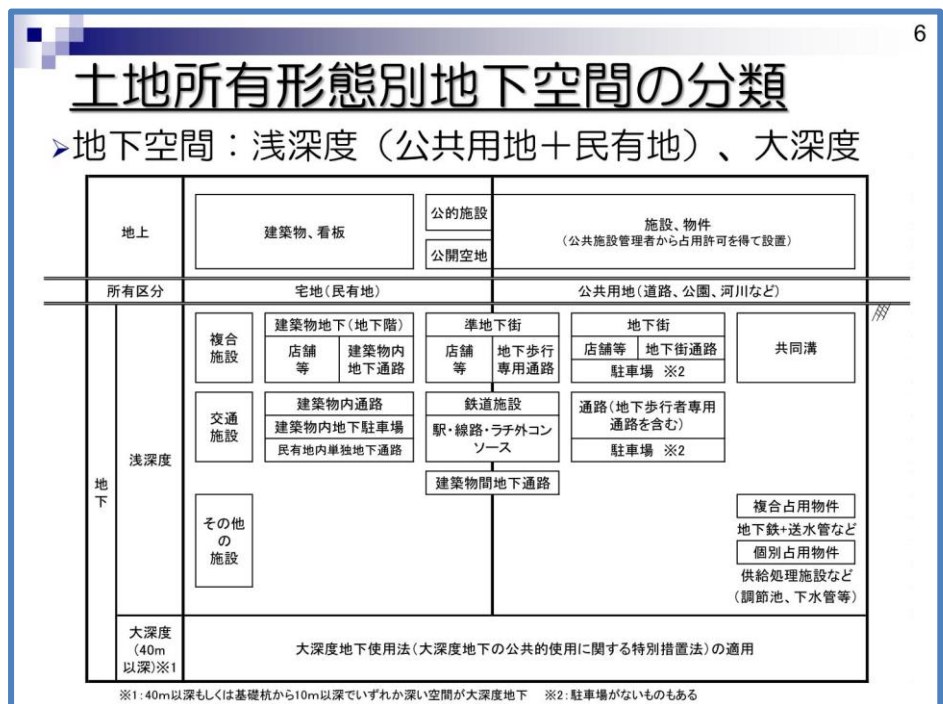 6
土地所有形態別地下空間の分類
➢地下空間：浅深度（公共用地＋民有地）、大深度
地上
建築物、看板
公的施設
公開空地
施設、物件
(公共施設管理者から占用許可を得て設置)
所有区分
宅地(民有地)
公共用地(道路、公園、河川など)
地下
浅深度
複合
施設
建築物地下(地下階)
店舗
等
建築物内
地下通路
準地下街
店舗
等
地下歩行
専用通路
地下街
店舗等
地下街通路
駐車場 ※2
共同溝
交通
施設
建築物内通路
建築物内地下駐車場
民有地内単独地下通路
鉄道施設
駅・線路・ラチ外コン
ソース
通路(地下歩行者専用
通路を含む)
駐車場 ※2
建築物間地下通路
その他
の
施設
複合占用物件
地下鉄+送水管など
個別占用物件
供給処理施設など
(調節池、下水管等)
大深度
(40m
以深)※1
大深度地下使用法(大深度地下の公共的使用に関する特別措置法)の適用
※1:40m以深もしくは基礎杭から10m以深でいずれか深い空間が大深度地下　※2:駐車場がないものもある